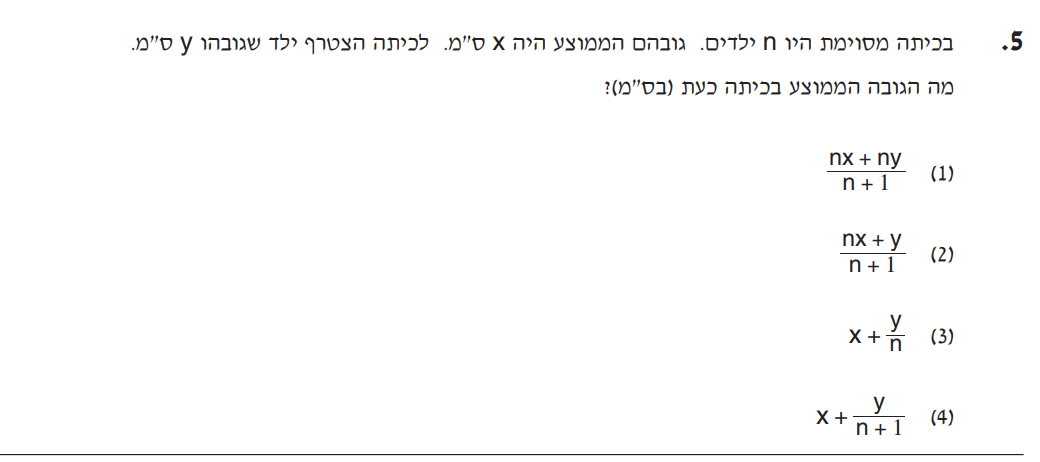 5. בכיתה מסוימת היו n ילדים. גובהם הממוצע היה x ס"מ. לכיתה הצטרף ילד שגובהו y ס"מ.
מה הגובה הממוצע בכיתה כעת (בס"מ)?
(1) \frac{nx + ny}{n + 1}
(2) \frac{nx + y}{n + 1}
(3) x + \frac{y}{n}
(4) x + \frac{y}{n + 1}